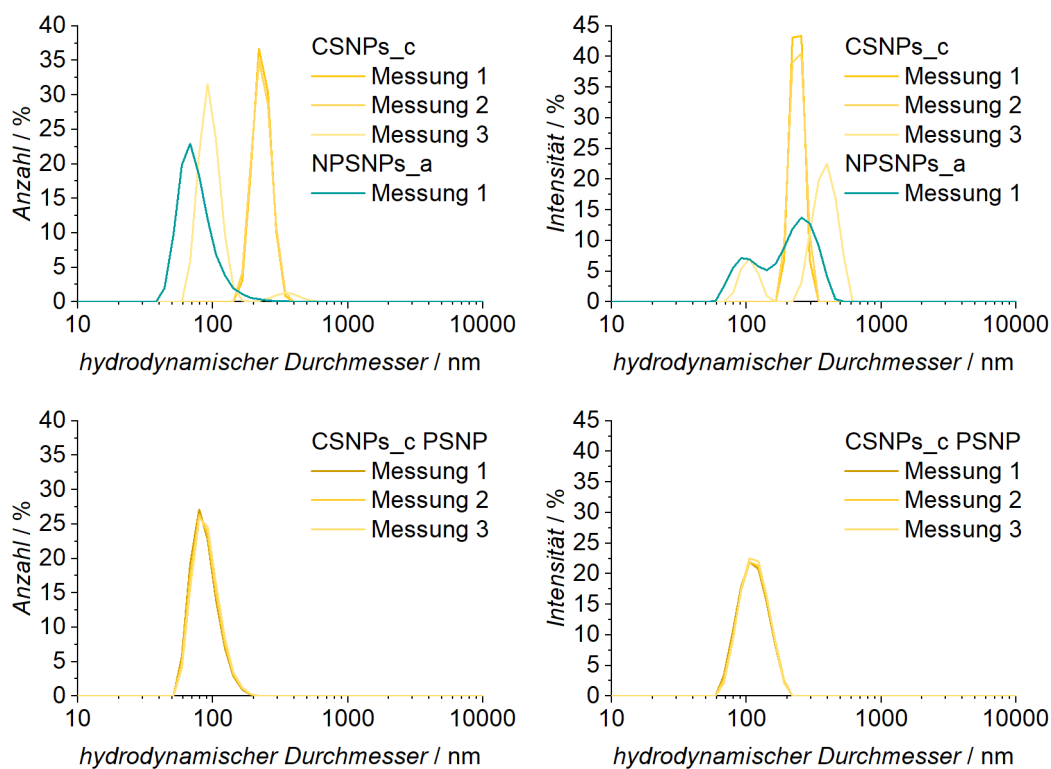 40
35
30
25
20
15
10
5
0
Anzahl / %
CSNPs_c
Messung 1
Messung 2
Messung 3
NPSNPs_a
Messung 1
10 100 1000 10000
hydrodynamischer Durchmesser / nm
45
40
35
30
25
20
15
10
5
0
Intensität / %
CSNPs_c
Messung 1
Messung 2
Messung 3
NPSNPs_a
Messung 1
10 100 1000 10000
hydrodynamischer Durchmesser / nm
40
35
30
25
20
15
10
5
0
Anzahl / %
CSNPs_c PSNP
Messung 1
Messung 2
Messung 3
10 100 1000 10000
hydrodynamischer Durchmesser / nm
45
40
35
30
25
20
15
10
5
0
Intensität / %
CSNPs_c PSNP
Messung 1
Messung 2
Messung 3
10 100 1000 10000
hydrodynamischer Durchmesser / nm